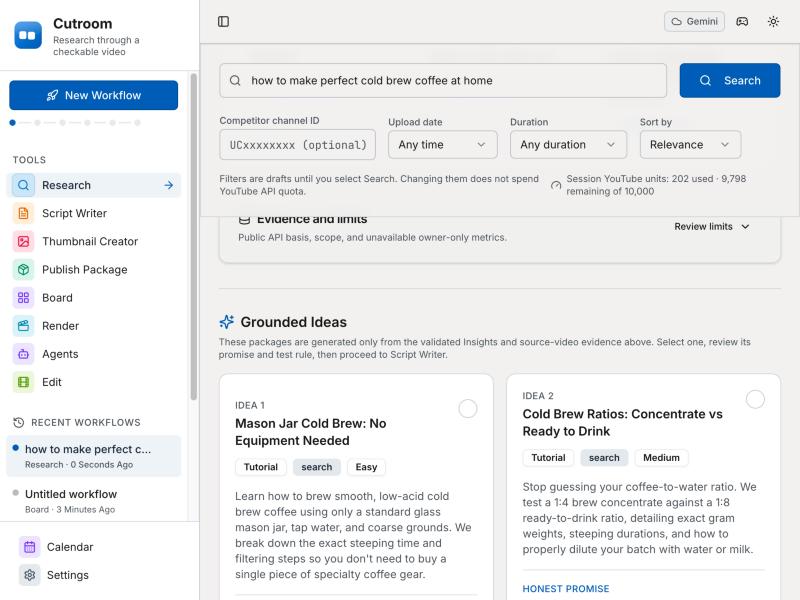 Cutroom
Research through a
checkable video
New Workflow
TOOLS
Research
Script Writer
Thumbnail Creator
Publish Package
Board
Render
Agents
Edit
RECENT WORKFLOWS
how to make perfect c...
Research · 0 Seconds Ago
Untitled workflow
Board · 3 Minutes Ago
Calendar
Settings
Gemini
how to make perfect cold brew coffee at home
Search
Competitor channel ID
UCxxxxxxxx (optional)
Upload date
Any time
Duration
Any duration
Sort by
Relevance
Filters are drafts until you select Search. Changing them does not spend
YouTube API quota.
Session YouTube units: 202 used · 9,798
remaining of 10,000
Evidence and limits
Public API basis, scope, and unavailable owner-only metrics.
Review limits
Grounded Ideas
These packages are generated only from the validated Insights and source-video evidence above. Select one, review its
promise and test rule, then proceed to Script Writer.
IDEA 1
Mason Jar Cold Brew: No
Equipment Needed
Tutorial search Easy
Learn how to brew smooth, low-acid cold
brew coffee using only a standard glass
mason jar, tap water, and coarse grounds. We
break down the exact steeping time and
filtering steps so you don't need to buy a
single piece of specialty coffee gear.
IDEA 2
Cold Brew Ratios: Concentrate vs
Ready to Drink
Tutorial search Medium
Stop guessing your coffee-to-water ratio. We
test a 1:4 brew concentrate against a 1:8
ready-to-drink ratio, detailing exact gram
weights, steeping durations, and how to
properly dilute your batch with water or milk.
HONEST PROMISE